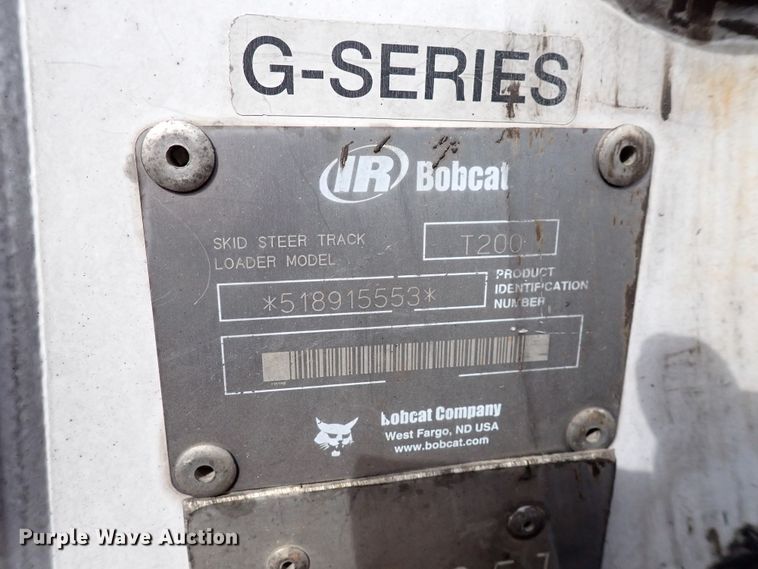 G-SERIES
IR Bobcat
SKID STEER TRACK
LOADER MODEL
T200
*518915553*
PRODUCT
IDENTIFICATION
NUMBER
Bobcat Company
West Fargo, ND USA
www.bobcat.com
Purple Wave Auction